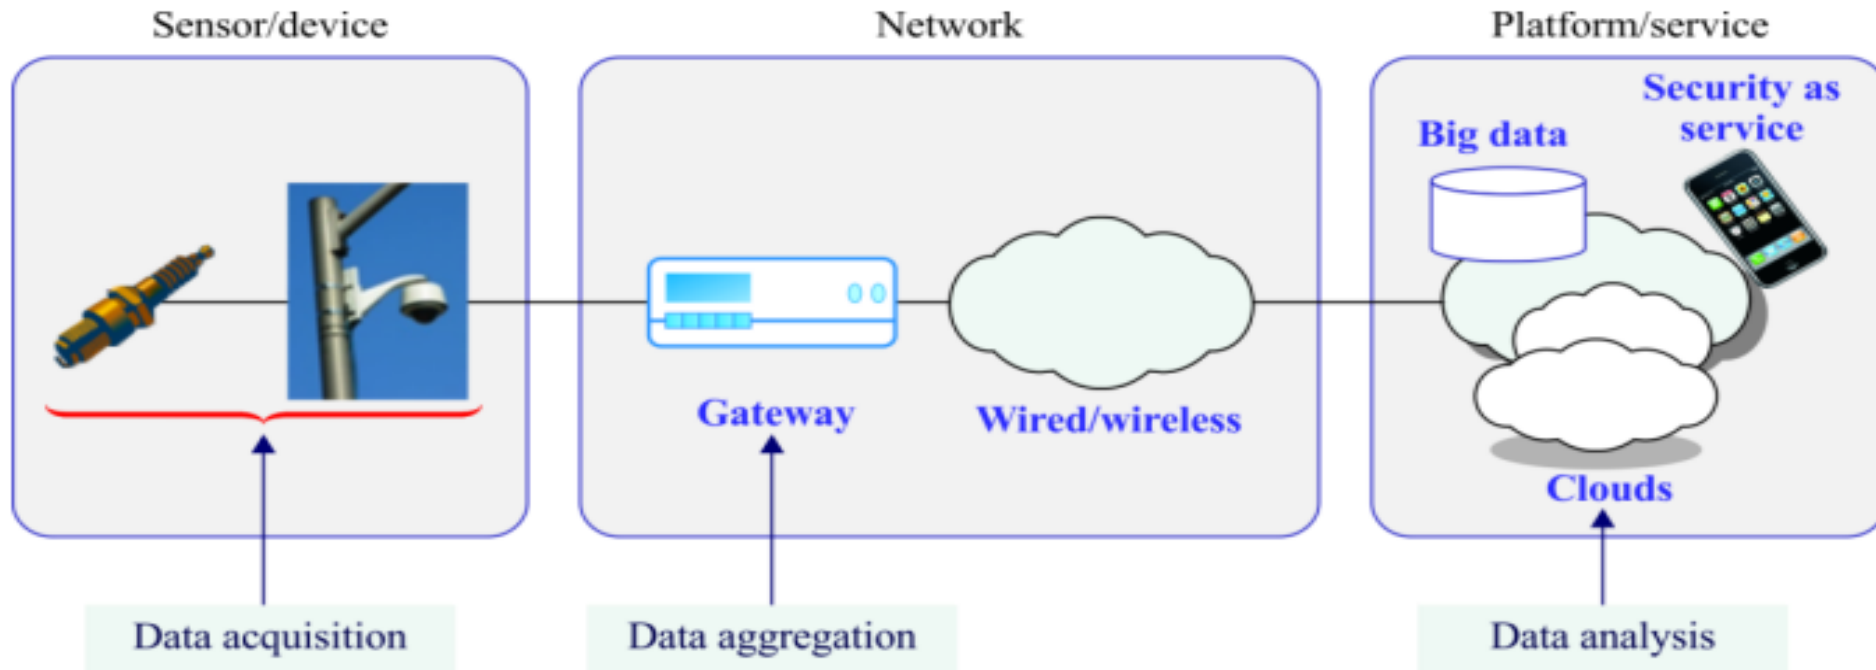 Sensor/device
Network
Platform/service
Security as
service
Big data
Gateway
Wired/wireless
Clouds
Data acquisition
Data aggregation
Data analysis